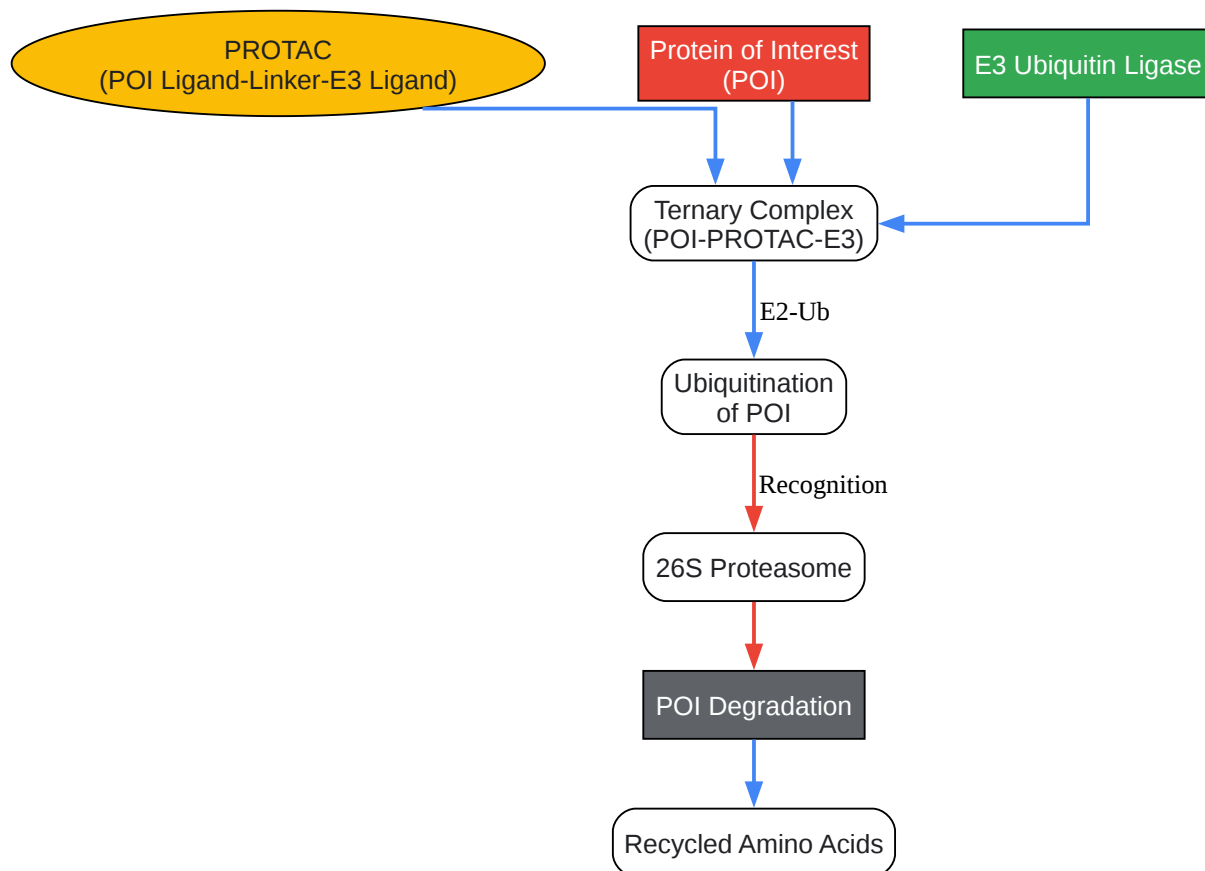 PROTAC
(POI Ligand-Linker-E3 Ligand)
Protein of Interest
(POI)
E3 Ubiquitin Ligase
Ternary Complex
(POI-PROTAC-E3)
E2-Ub
Ubiquitination
of POI
Recognition
26S Proteasome
POI Degradation
Recycled Amino Acids